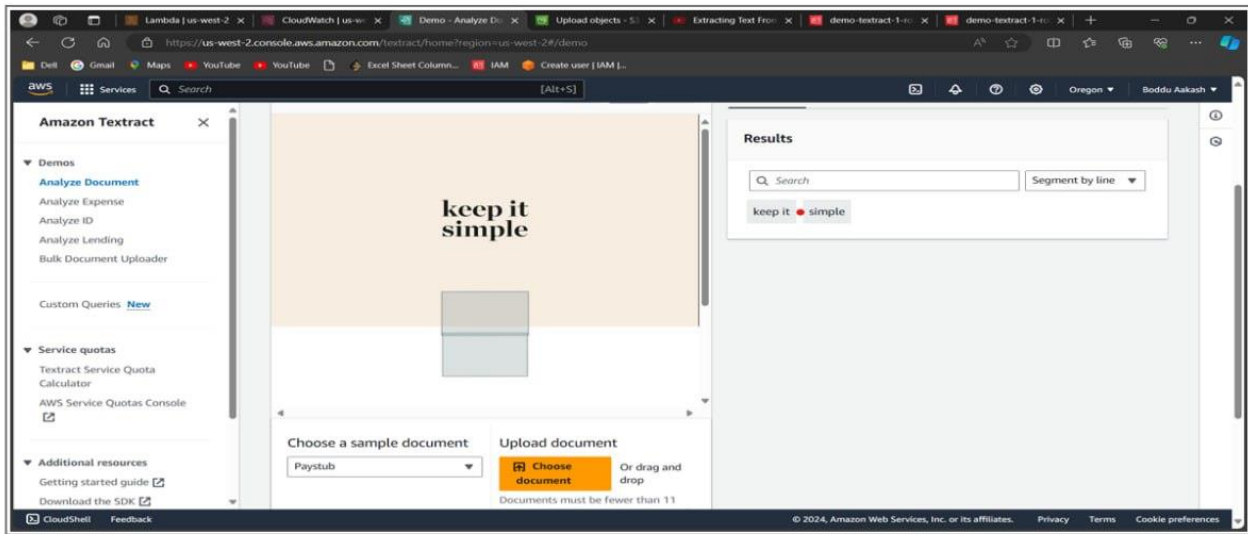 Lambda | us-west-2
CloudWatch | us-we
Demo - Analyze Do
Upload objects - S3
Extracting Text From
demo-textract-1-ro
demo-textract-1-ro
https://us-west-2.console.aws.amazon.com/textract/home?region=us-west-2#/demo
Dell Gmail Maps YouTube YouTube Excel Sheet Column... IAM Create user | IAM |...
aws Services Search [Alt+S] Oregon Boddu Aakash
Amazon Textract
Demos
Analyze Document
Analyze Expense
Analyze ID
Analyze Lending
Bulk Document Uploader
Custom Queries New
Service quotas
Textract Service Quota
Calculator
AWS Service Quotas Console
Additional resources
Getting started guide
Download the SDK
keep it
simple
Choose a sample document
Paystub
Upload document
Choose
document
Or drag and
drop
Documents must be fewer than 11
Results
Search
Segment by line
keep it simple
CloudShell Feedback
© 2024, Amazon Web Services, Inc. or its affiliates. Privacy Terms Cookie preferences